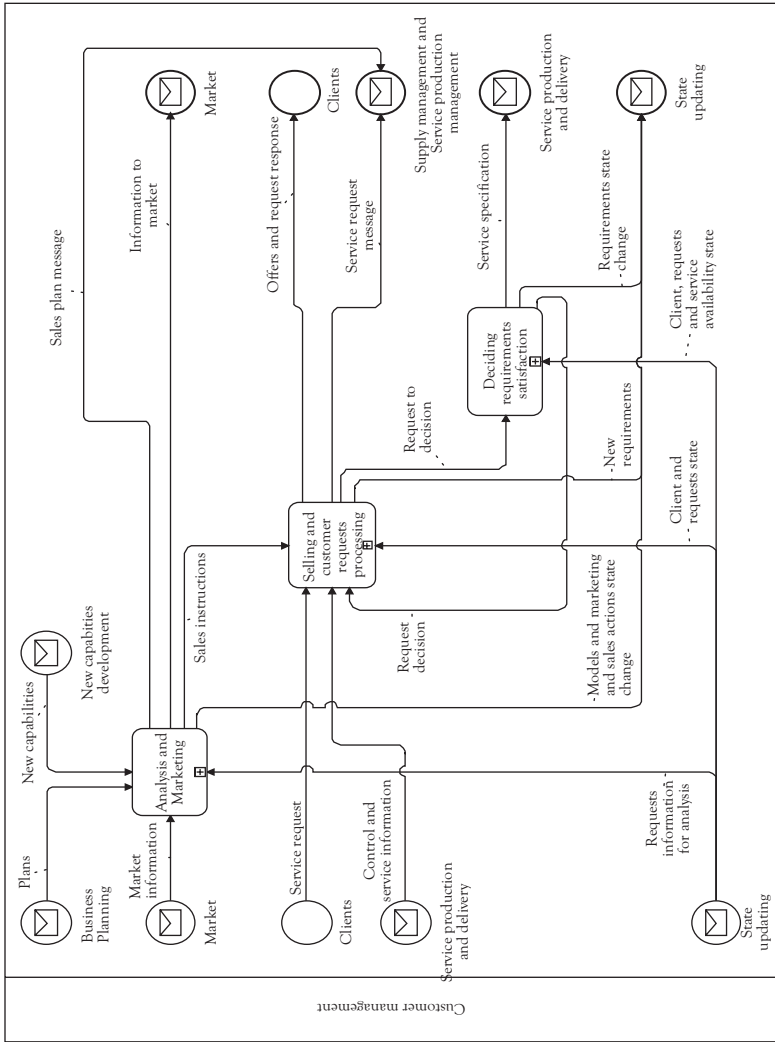 Customer management
Business
Planning
Plans
New capabilities
New capabities
development
Market
Market
information
Analysis and
Marketing
Sales plan message
Information to
market
Market
Sales instructions
Clients
Service request
Service production
and delivery
Control and
service information
Selling and
customer
requests
processing
Request
decision
Offers and request response
Clients
Service request
message
Supply management and
Service production
management
Request to
decision
Deciding
requirements
satisfaction
Service specification
Service production
and delivery
Models and marketing
and sales actions state
change
New
requirements
Requirements state
change
State
updating
State
updating
Requests
information
for analysis
Client and
requests state
Client, requests
and service
availability state